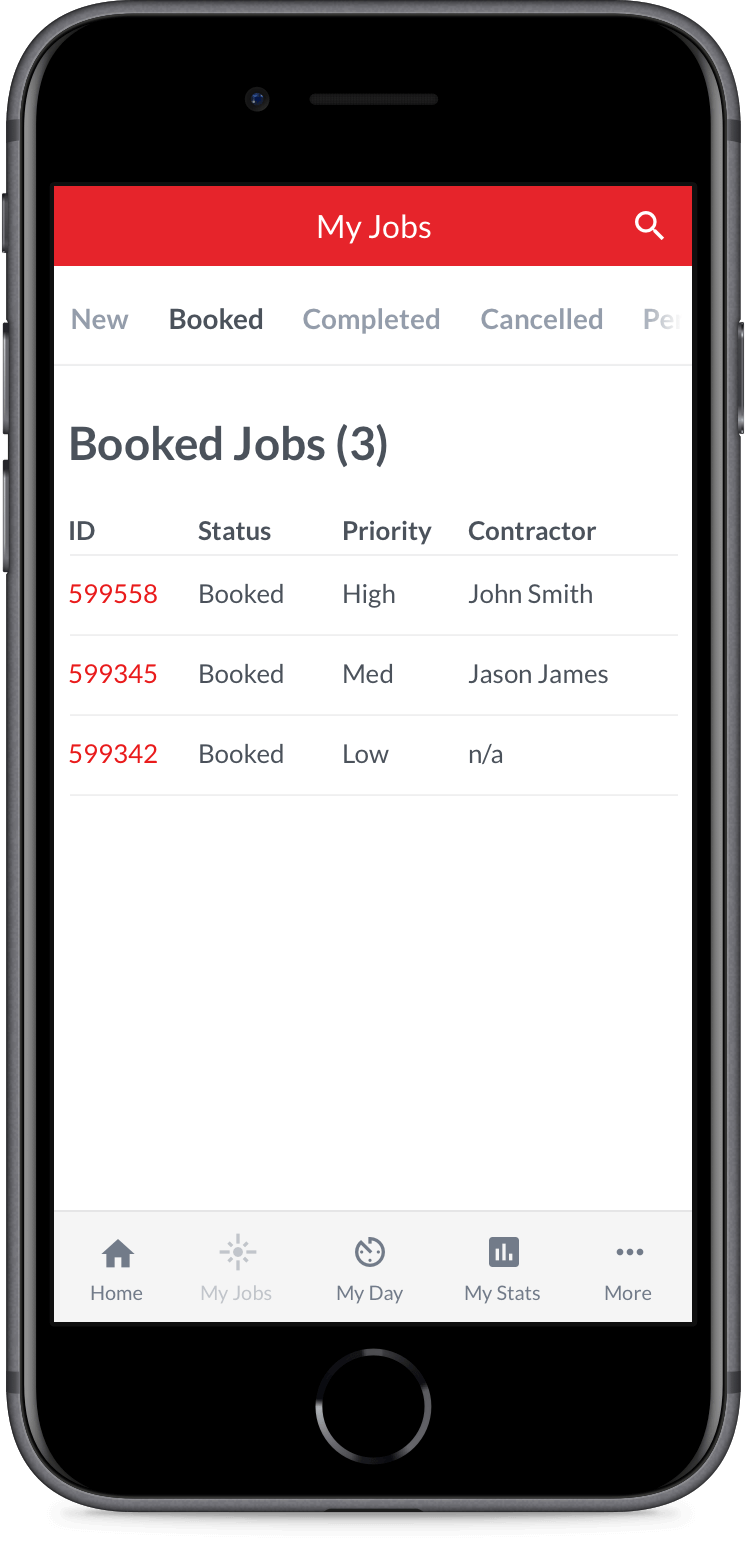 My Jobs
New Booked Completed Cancelled
Booked Jobs (3)
ID Status Priority Contractor
599558 Booked High John Smith
599345 Booked Med Jason James
599342 Booked Low n/a
Home My Jobs My Day My Stats More